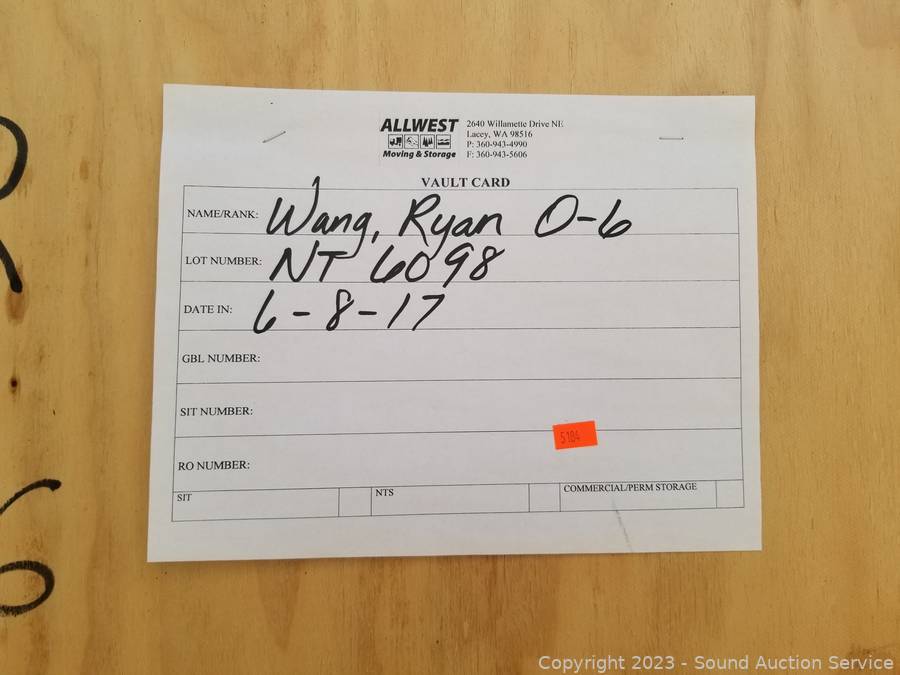 ALLWEST
Moving & Storage
2640 Willamette Drive NE
Lacey, WA 98516
P: 360-943-4990
F: 360-943-5606
VAULT CARD
NAME/RANK: Wang, Ryan O-6
LOT NUMBER: NT 6098
DATE IN: 6-8-17
GBL NUMBER:
SIT NUMBER:
5184
RO NUMBER:
SIT
NTS
COMMERCIAL/PERM STORAGE
6
Copyright 2023 - Sound Auction Service